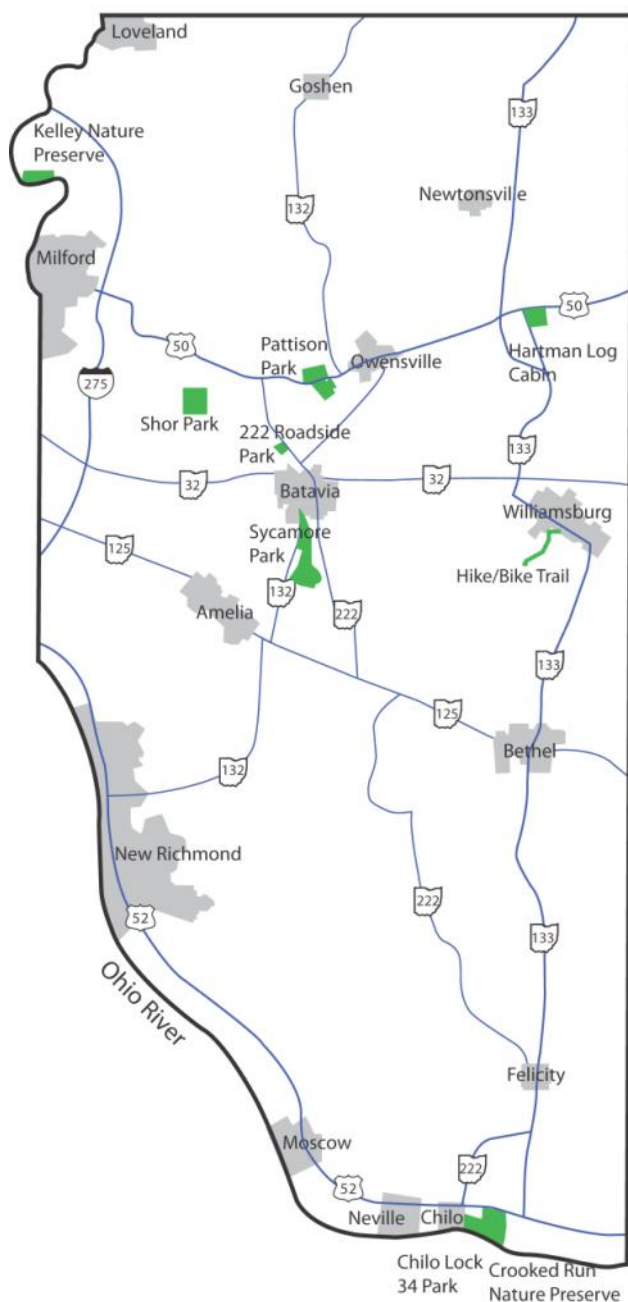 Loveland
Goshen
133
Kelley Nature
Preserve
Newtonsville
132
Milford
50
50
Pattison
Park
Owensville
Hartman Log
Cabin
275
Shor Park
222 Roadside
Park
133
32
32
Batavia
Williamsburg
125
Sycamore
Park
Hike/Bike Trail
132
222
Amelia
133
125
Bethel
132
New Richmond
222
52
133
Ohio River
Felicity
Moscow
222
52
Neville
Chilo
Chilo Lock
34 Park
Crooked Run
Nature Preserve